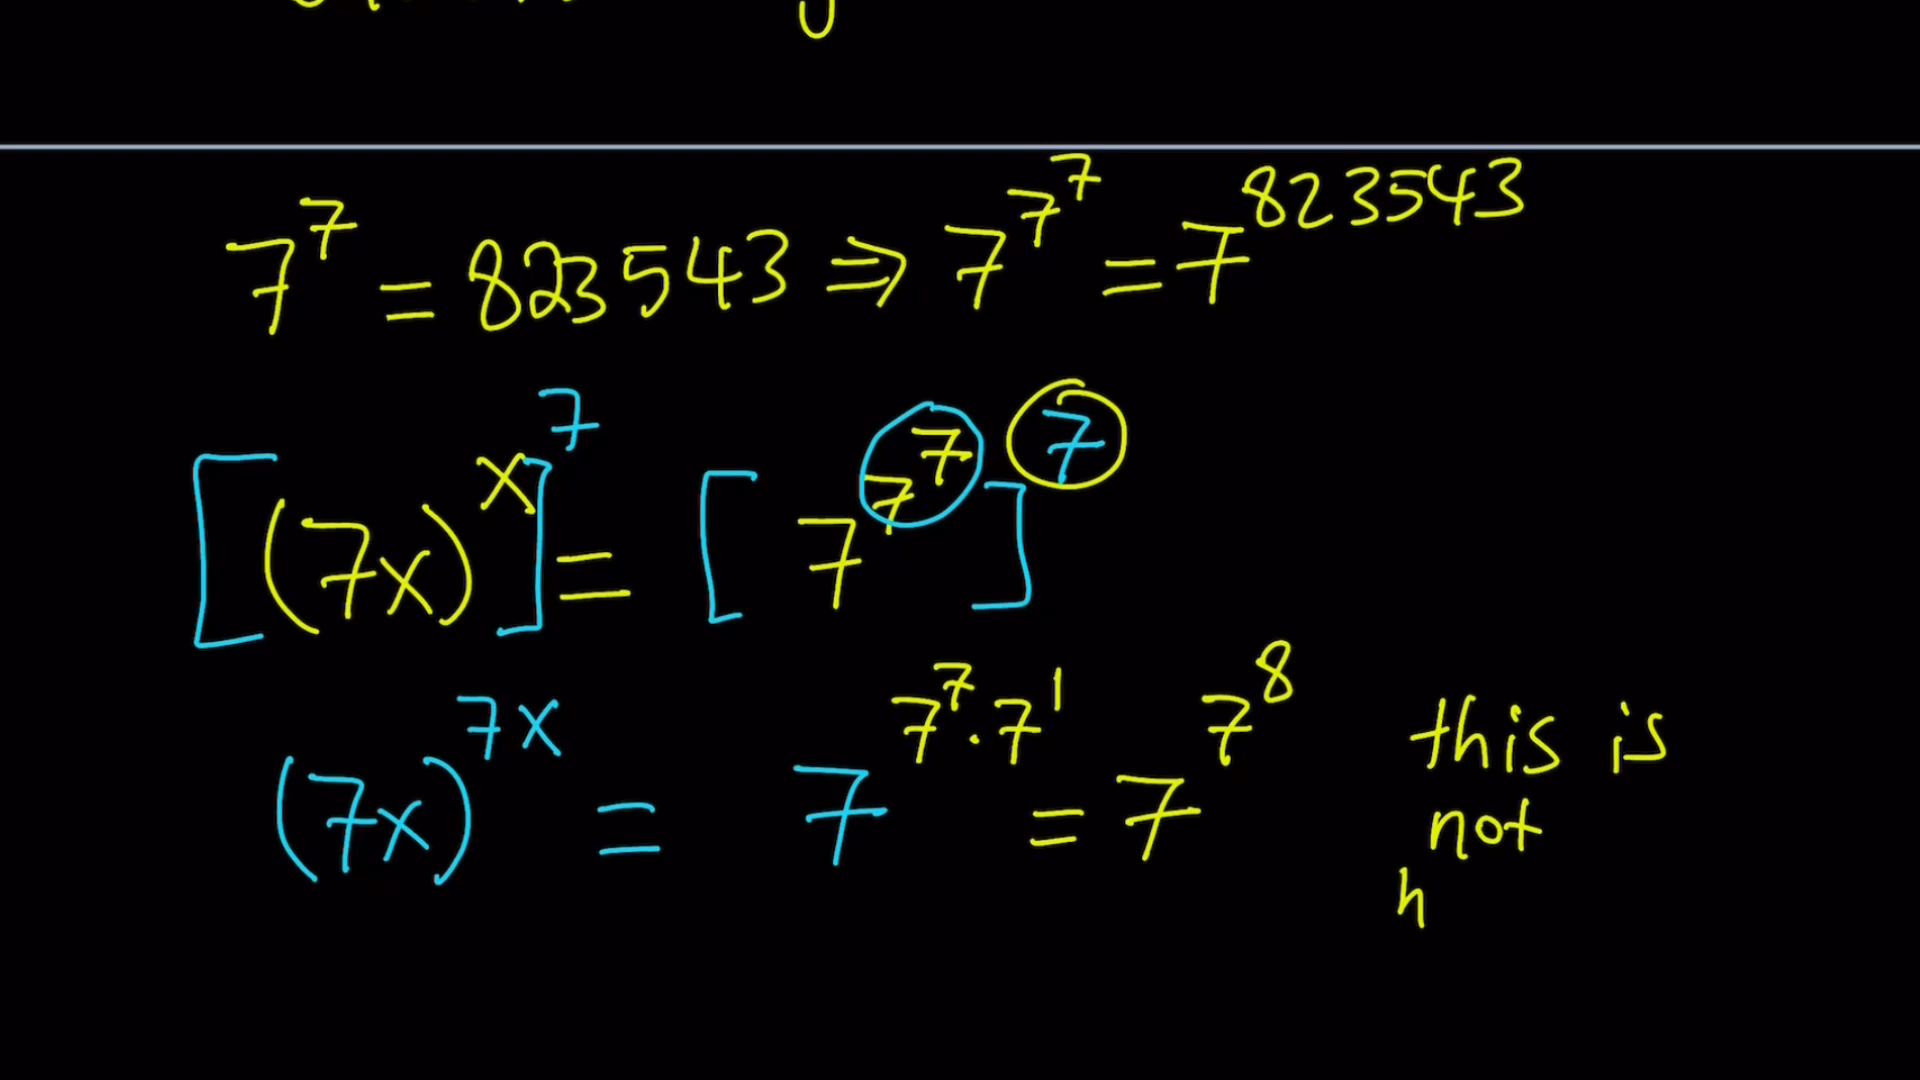 7^7 = 823543 ⇒ 7^7^7 = 7^823543
[(7x)^x]^7 = [7^7^7]^7
(7x)^7x = 7^7^7·7^1 = 7^7^8 this is
not
h